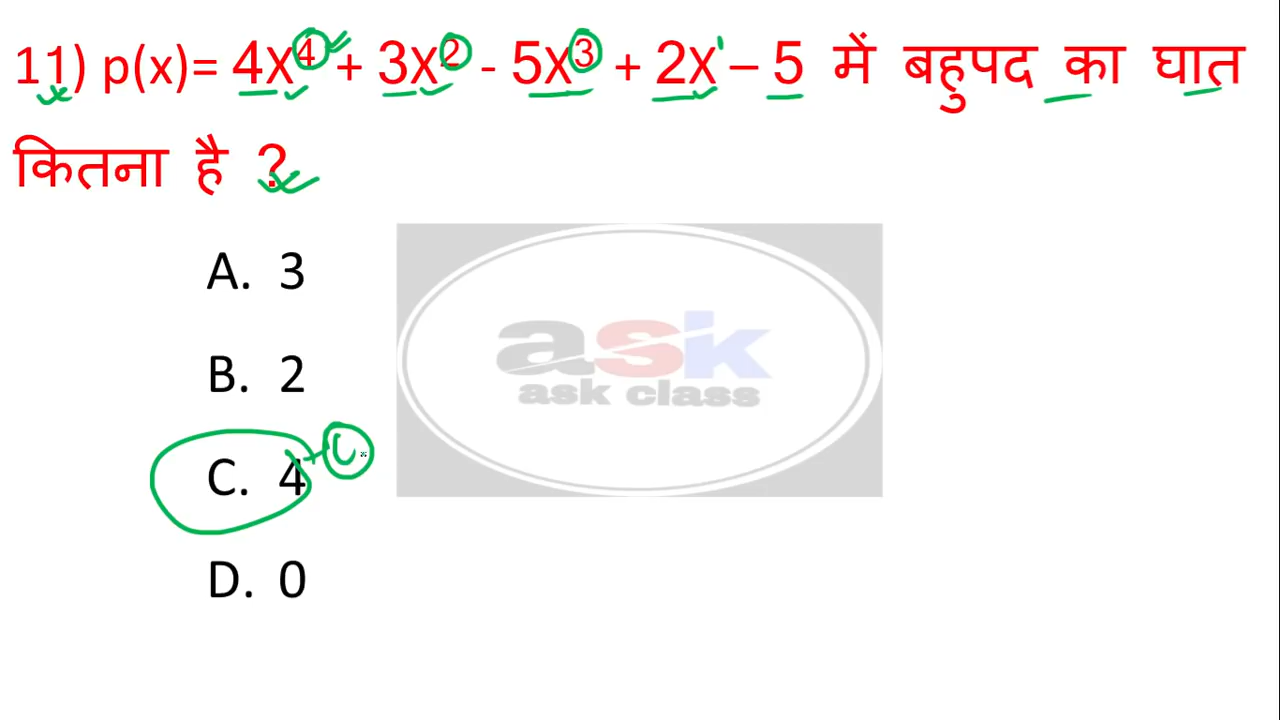 11) p(x)= 4X⁴ + 3X² - 5X³ + 2X¹ – 5 में बहुपद का घात
कितना है ?
A. 3
ask
ask class
B. 2
C. 4
D. 0